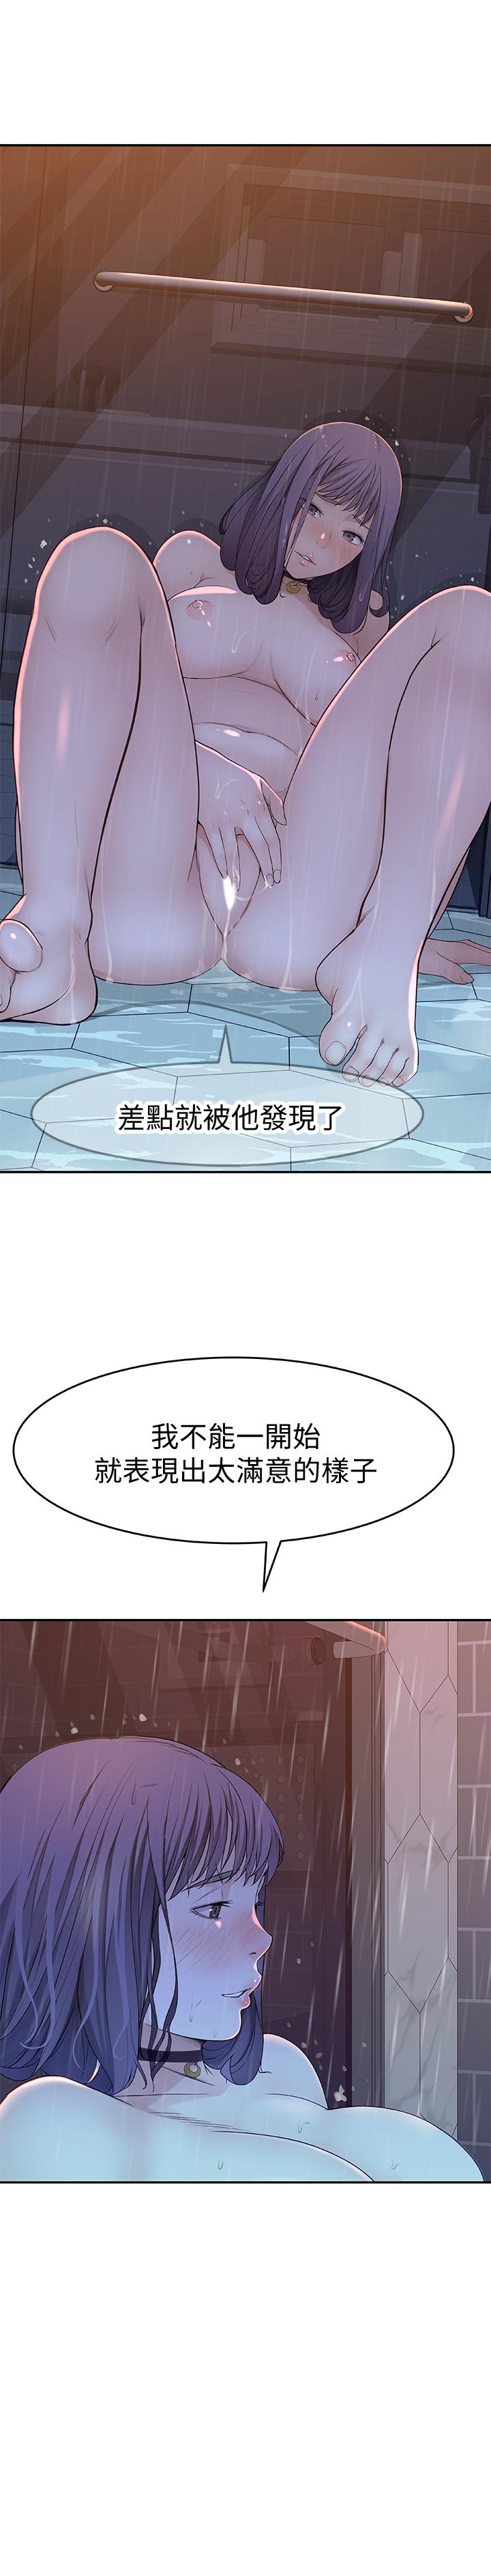 差點就被他發現了
我不能一開始
就表現出太滿意的樣子